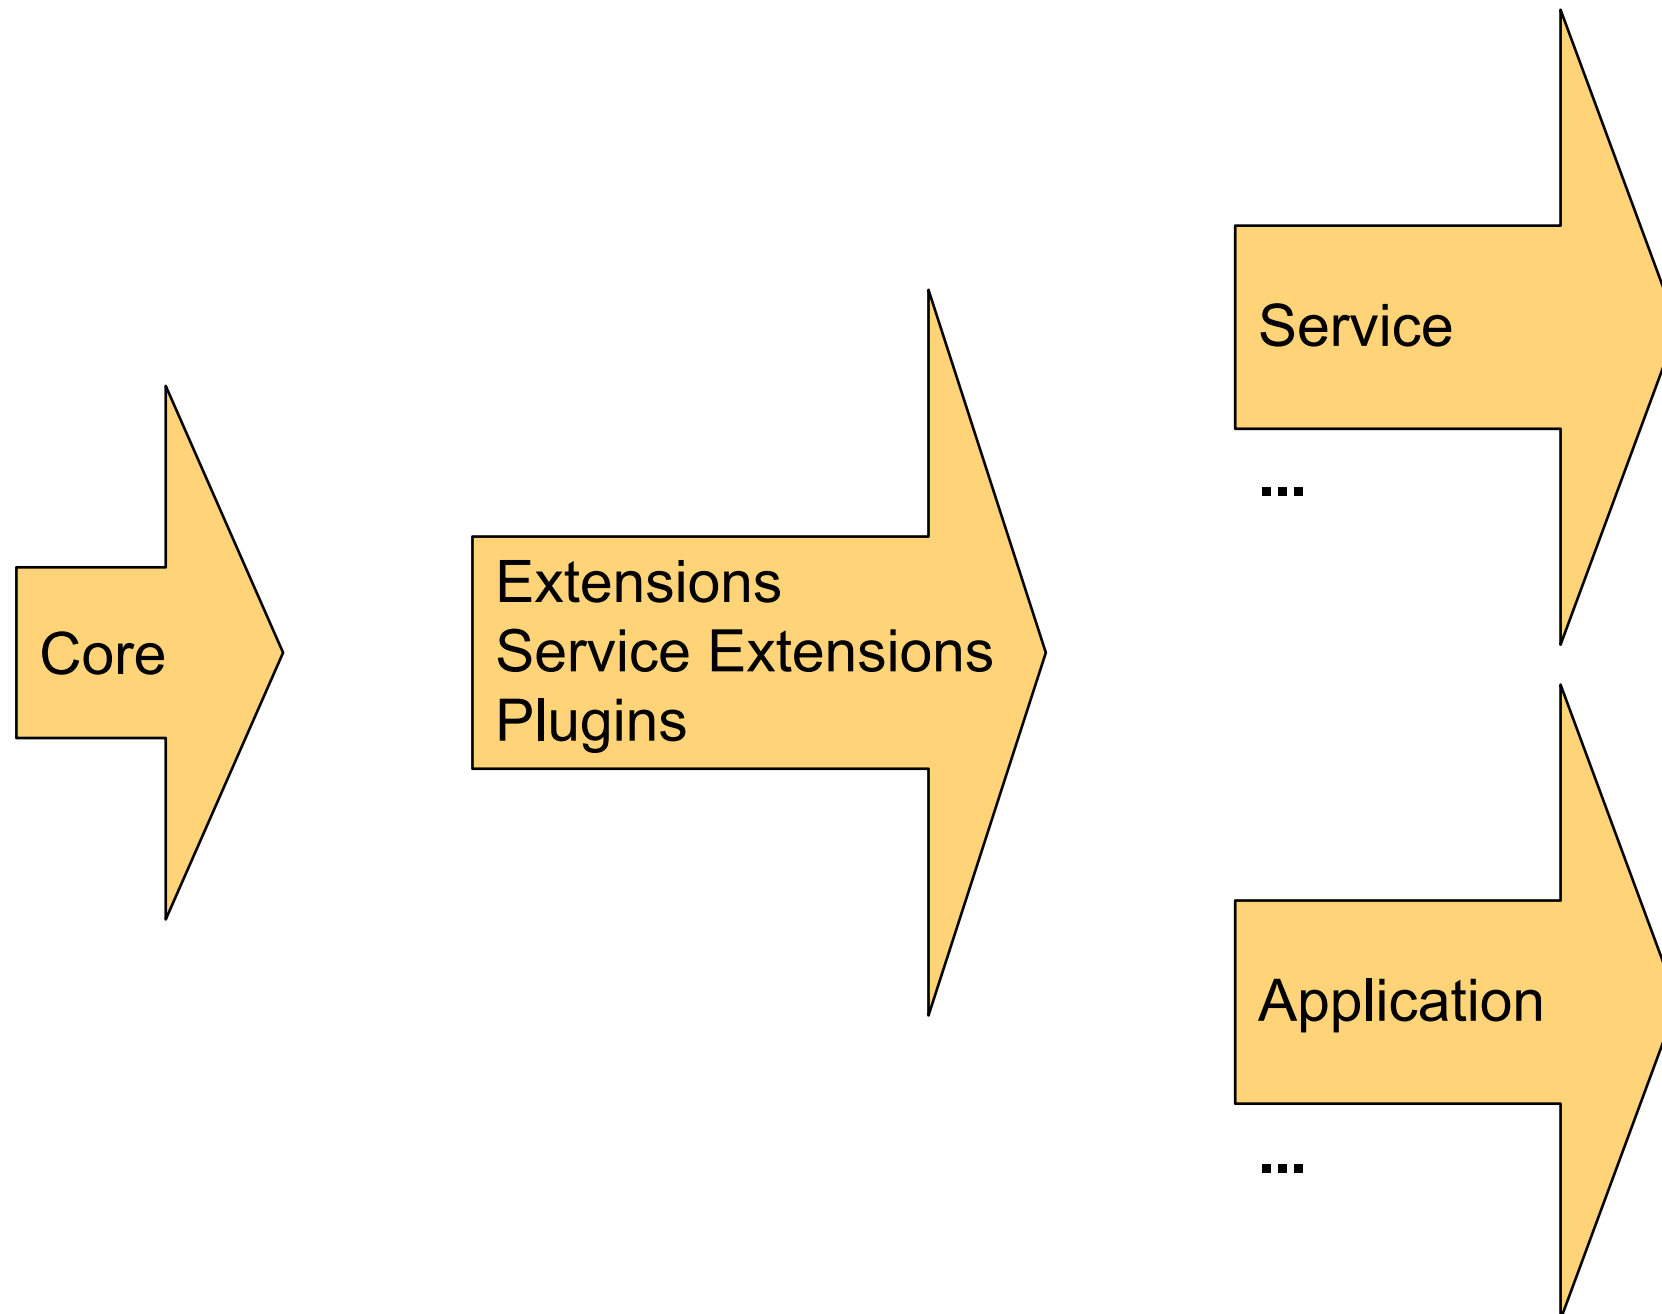 Core
Extensions
Service Extensions
Plugins
Service
...
Application
...